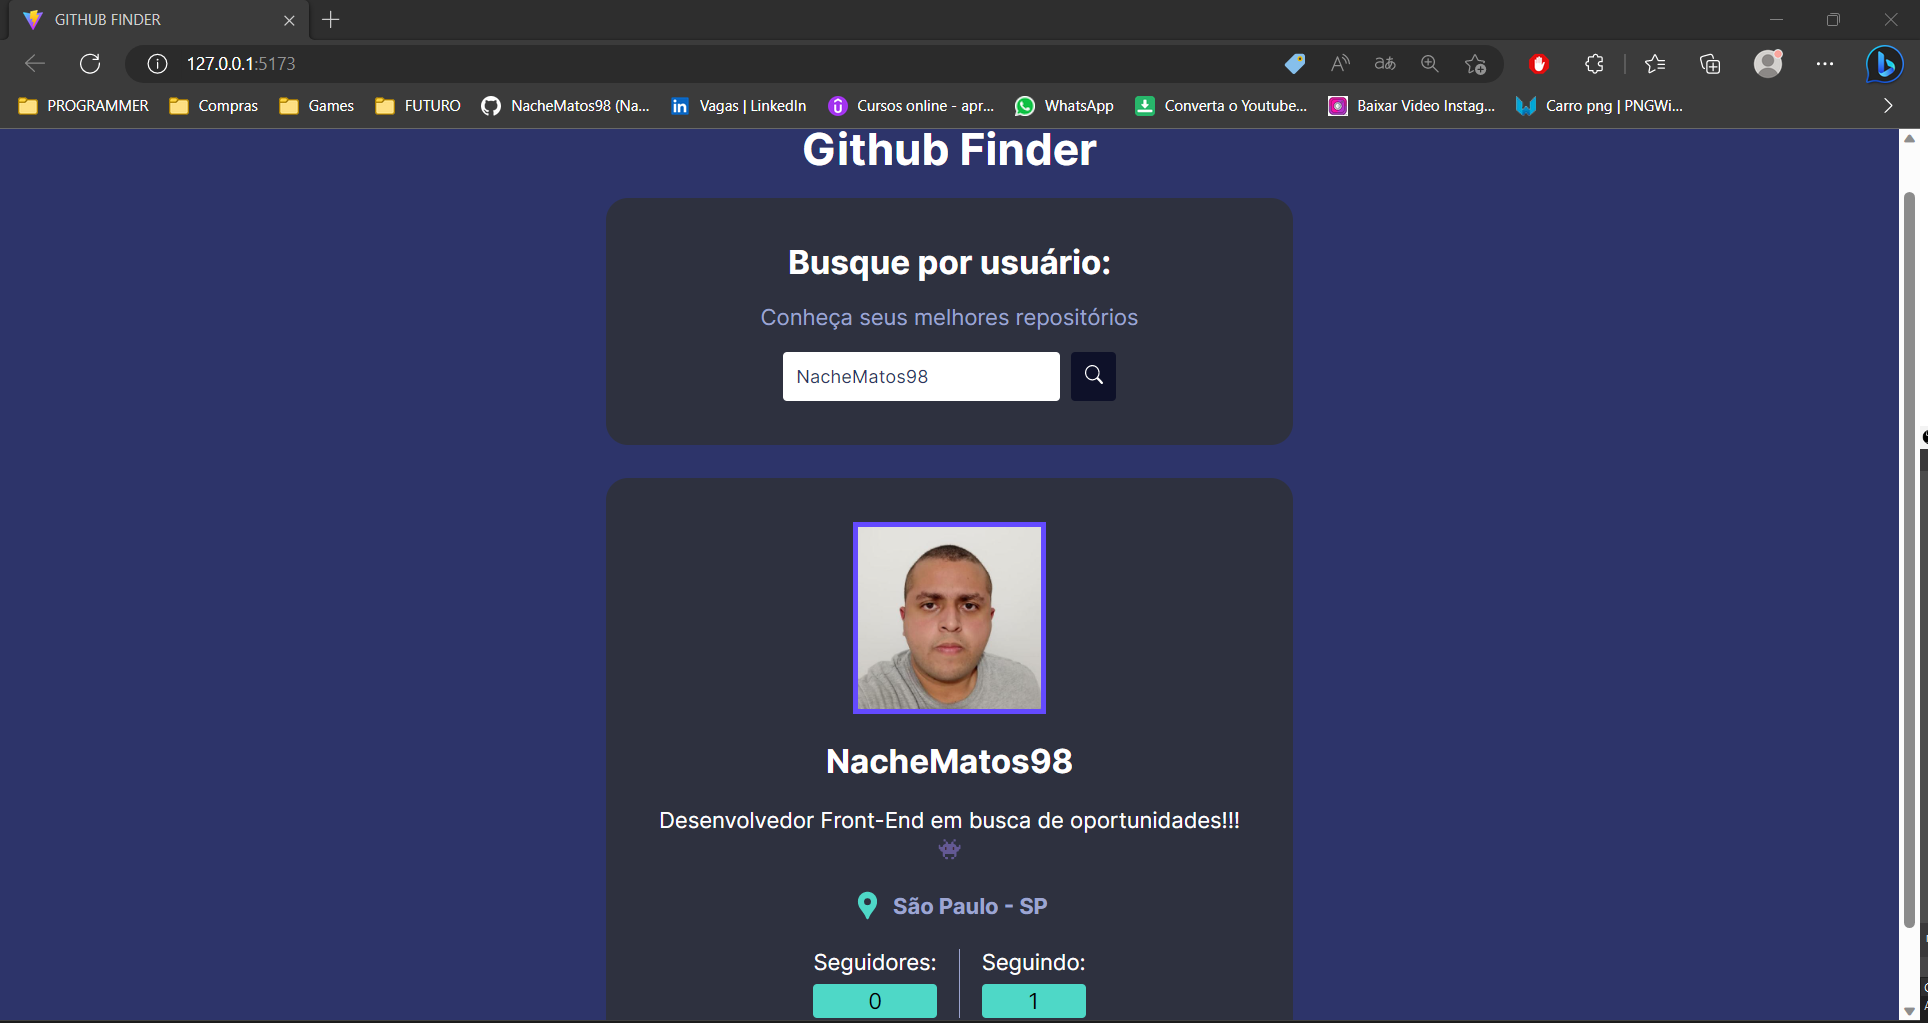 GITHUB FINDER
127.0.0.1:5173
PROGRAMMER Compras Games FUTURO NacheMatos98 (Na... Vagas | LinkedIn Cursos online - apr... WhatsApp Converta o Youtube... Baixar Video Instag... Carro png | PNGWi...
Github Finder
Busque por usuário:
Conheça seus melhores repositórios
NacheMatos98
NacheMatos98
Desenvolvedor Front-End em busca de oportunidades!!!
São Paulo - SP
Seguidores: Seguindo:
0 1